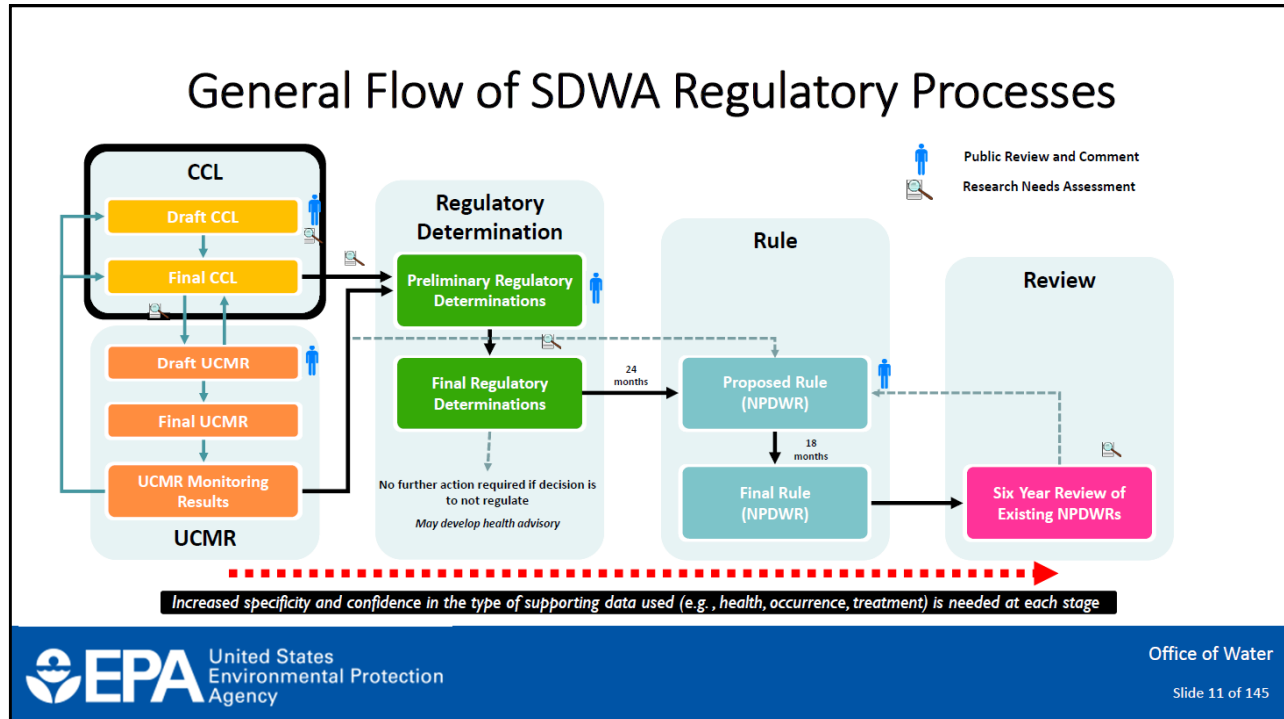 General Flow of SDWA Regulatory Processes
Public Review and Comment
Research Needs Assessment
CCL
Draft CCL
Final CCL
Draft UCMR
Final UCMR
UCMR Monitoring
Results
UCMR
Regulatory
Determination
Preliminary Regulatory
Determinations
Final Regulatory
Determinations
No further action required if decision is
to not regulate
May develop health advisory
24
months
Rule
Proposed Rule
(NPDWR)
18
months
Final Rule
(NPDWR)
Review
Six Year Review of
Existing NPDWRs
Increased specificity and confidence in the type of supporting data used (e.g., health, occurrence, treatment) is needed at each stage
EPA
United States
Environmental Protection
Agency
Office of Water
Slide 11 of 145